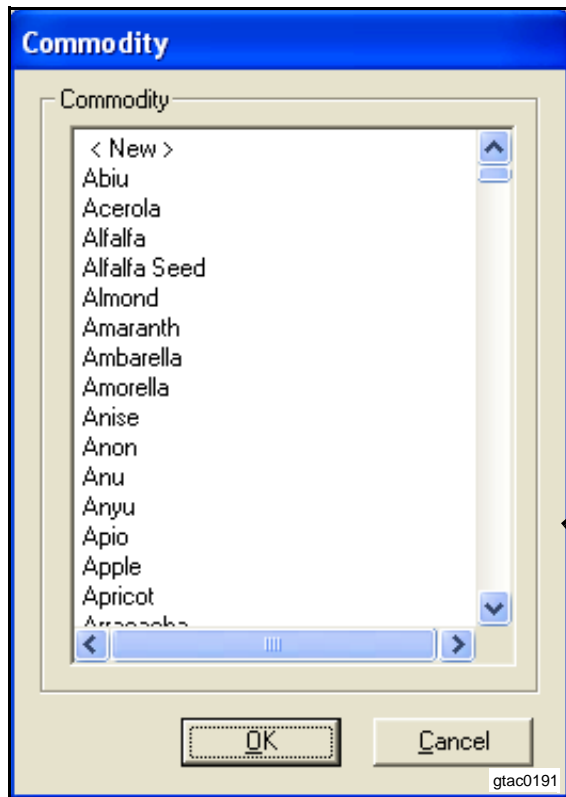 Commodity
Commodity
< New >
Abiu
Acerola
Alfalfa
Alfalfa Seed
Almond
Amaranth
Ambarella
Amorella
Anise
Anon
Anu
Anyu
Apio
Apple
Apricot
OK
Cancel
gtac0191